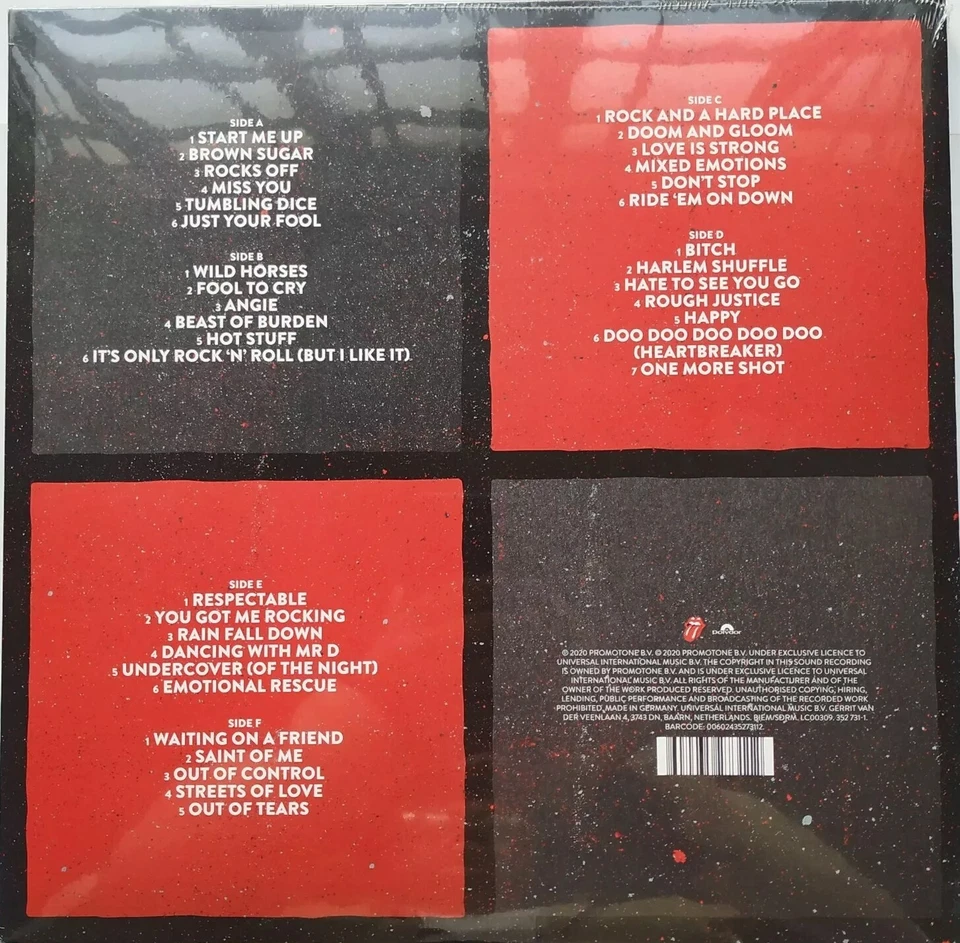 SIDE A
1 START ME UP
2 BROWN SUGAR
3 ROCKS OFF
4 MISS YOU
5 TUMBLING DICE
6 JUST YOUR FOOL
SIDE B
1 WILD HORSES
2 FOOL TO CRY
3 ANGIE
4 BEAST OF BURDEN
5 HOT STUFF
6 IT'S ONLY ROCK 'N' ROLL (BUT I LIKE IT)
SIDE C
1 ROCK AND A HARD PLACE
2 DOOM AND GLOOM
3 LOVE IS STRONG
4 MIXED EMOTIONS
5 DON'T STOP
6 RIDE 'EM ON DOWN
SIDE D
1 BITCH
2 HARLEM SHUFFLE
3 HATE TO SEE YOU GO
4 ROUGH JUSTICE
5 HAPPY
6 DOO DOO DOO DOO DOO
(HEARTBREAKER)
7 ONE MORE SHOT
SIDE E
1 RESPECTABLE
2 YOU GOT ME ROCKING
3 RAIN FALL DOWN
4 DANCING WITH MR D
5 UNDERCOVER (OF THE NIGHT)
6 EMOTIONAL RESCUE
SIDE F
1 WAITING ON A FRIEND
2 SAINT OF ME
3 OUT OF CONTROL
4 STREETS OF LOVE
5 OUT OF TEARS
Polydor
℗ 2020 PROMOTONE B.V. © 2020 PROMOTONE B.V. UNDER EXCLUSIVE LICENCE TO
UNIVERSAL INTERNATIONAL MUSIC B.V. THE COPYRIGHT IN THIS SOUND RECORDING
IS OWNED BY PROMOTONE B.V. AND IS UNDER EXCLUSIVE LICENCE TO UNIVERSAL
INTERNATIONAL MUSIC B.V. ALL RIGHTS OF THE MANUFACTURER AND OF THE
OWNER OF THE WORK PRODUCED RESERVED. UNAUTHORISED COPYING, HIRING,
LENDING, PUBLIC PERFORMANCE AND BROADCASTING OF THE RECORDED WORK
PROHIBITED. MADE IN GERMANY. UNIVERSAL INTERNATIONAL MUSIC B.V. GERRIT VAN
DER VEENLAAN 4, 3743 DN, BAARN, NETHERLANDS. BIEM/SDRM. LC00309. 352 731-1.
BARCODE: 00602435273112.